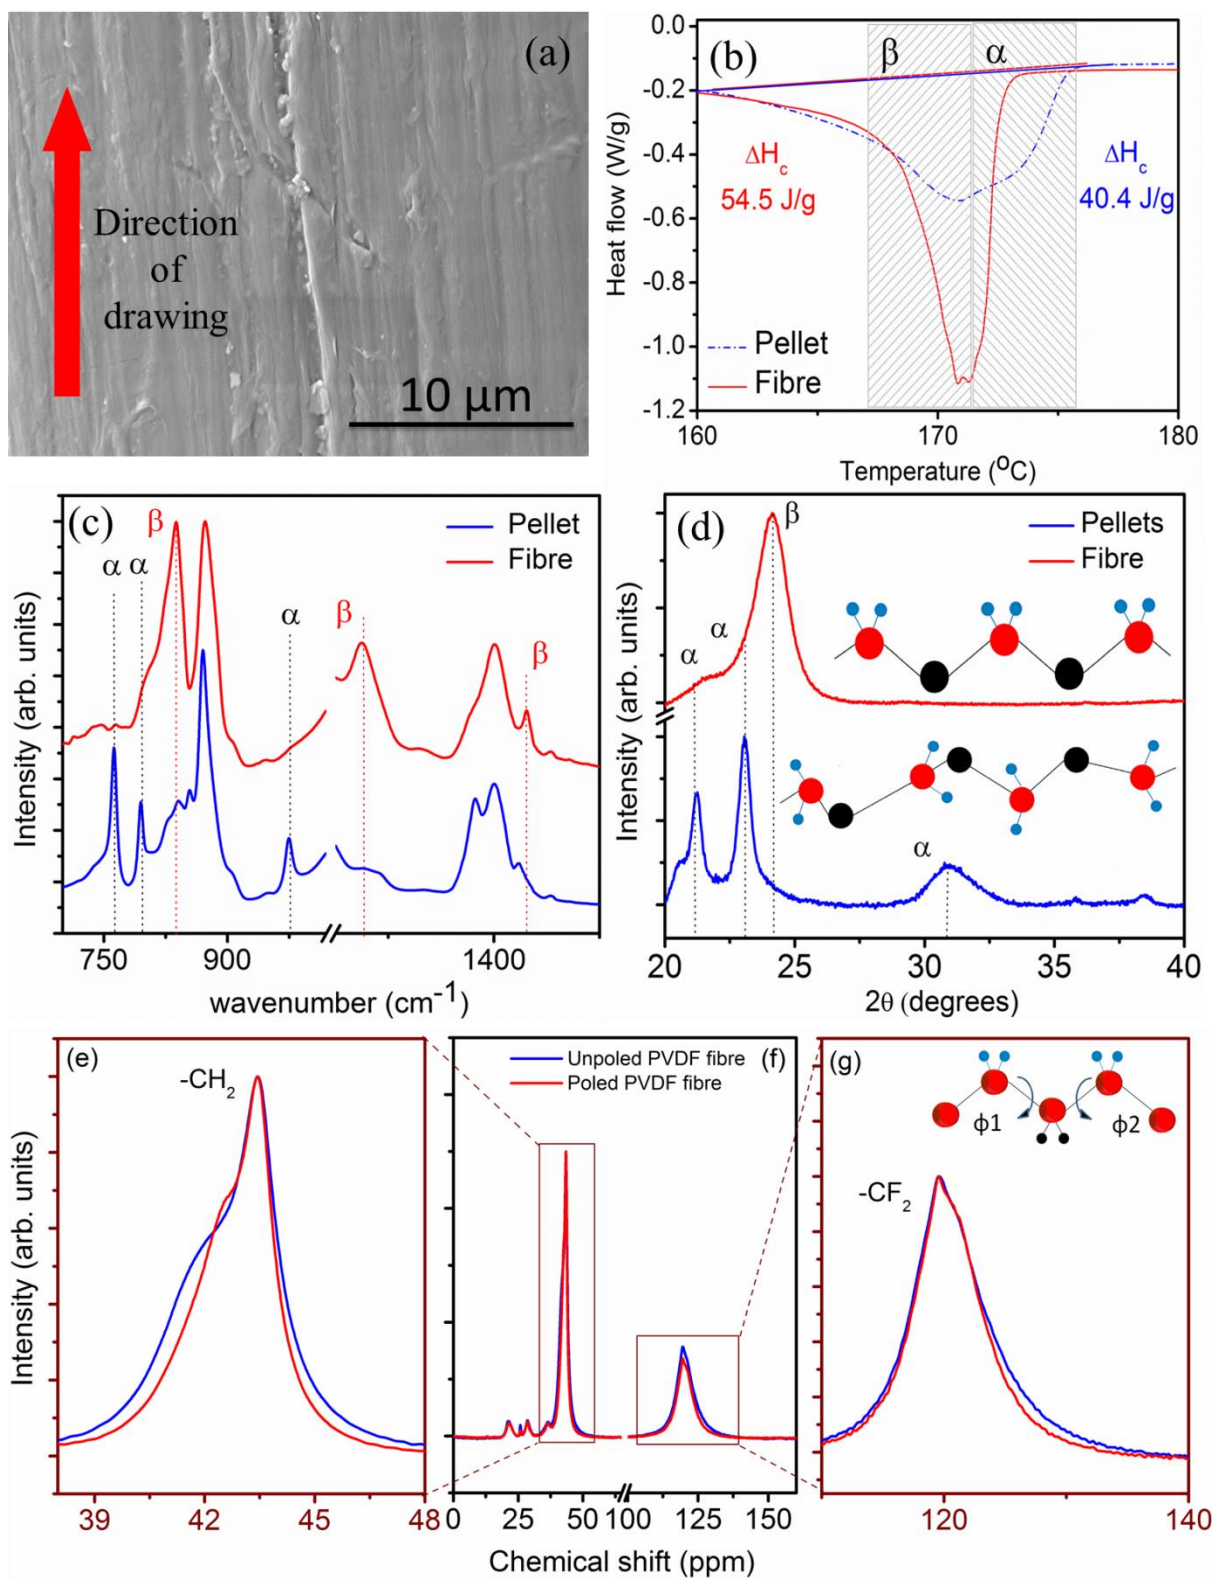 (a)
Direction
of
drawing
10 µm
(b)
β
α
ΔHc
54.5 J/g
ΔHc
40.4 J/g
Pellet
Fibre
Heat flow (W/g)
0.0
-0.2
-0.4
-0.6
-0.8
-1.0
-1.2
160
170
180
Temperature (oC)
(c)
Pellet
Fibre
α
α
β
α
β
β
Intensity (arb. units)
750
900
1400
wavenumber (cm-1)
(d)
Pellets
Fibre
β
α
α
α
Intensity (arb. units)
20
25
30
35
40
2θ (degrees)
(e)
-CH2
Intensity (arb. units)
39
42
45
48
Unpoled PVDF fibre
Poled PVDF fibre
(f)
0
25
50
100
120
160
(g)
ϕ1
ϕ2
-CF2
120
140
Chemical shift (ppm)